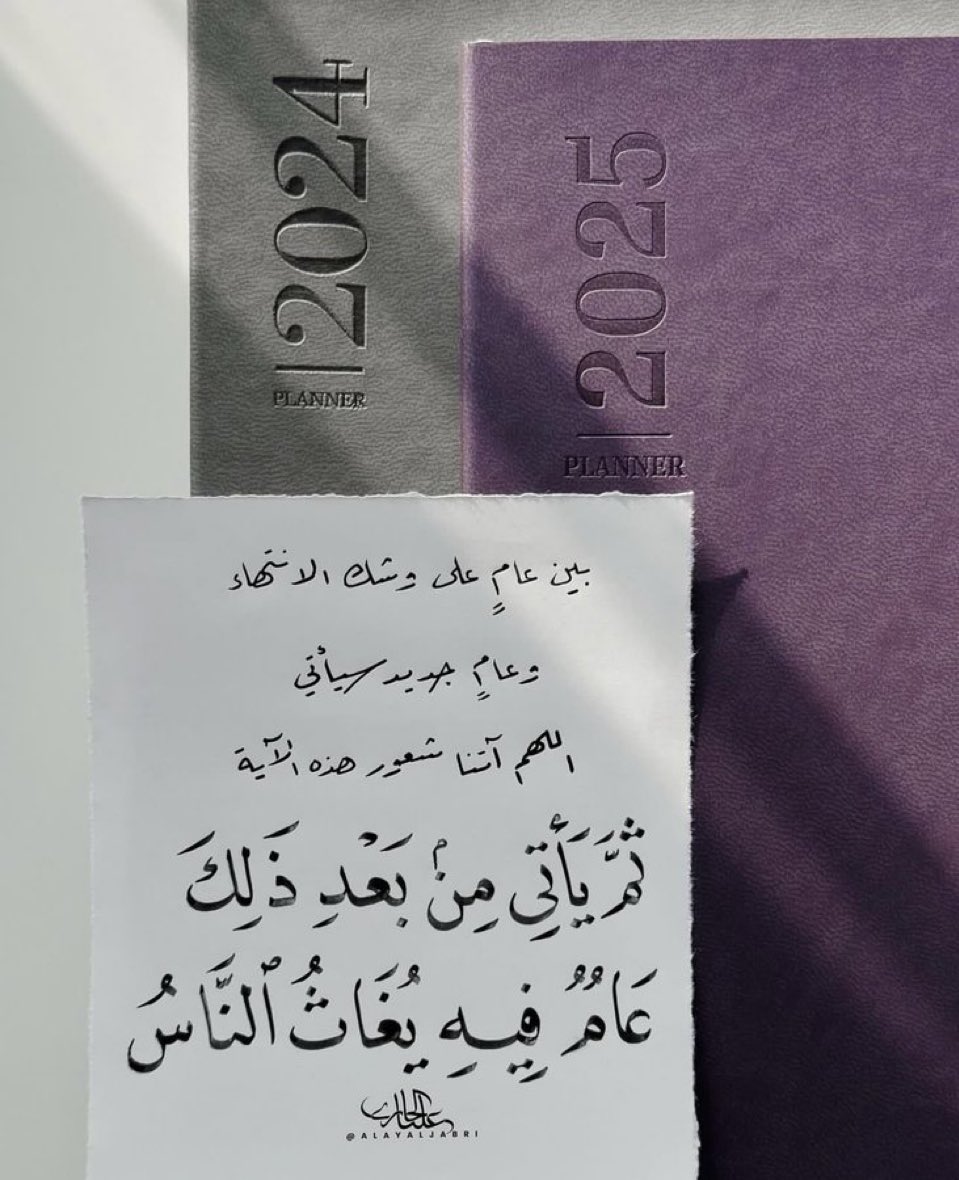 2024
PLANNER
2025
PLANNER
بين عامٍ على وشك الانتهاء
وعامٍ جديد سيأتي
اللهم آتنا شعور هذه الآية
ثُمَّ يَأْتِي مِنۢ بَعْدِ ذَلِكَ
عَامٌ فِيهِ يُغَاثُ ٱلنَّاسُ
@ALAYALJABRI